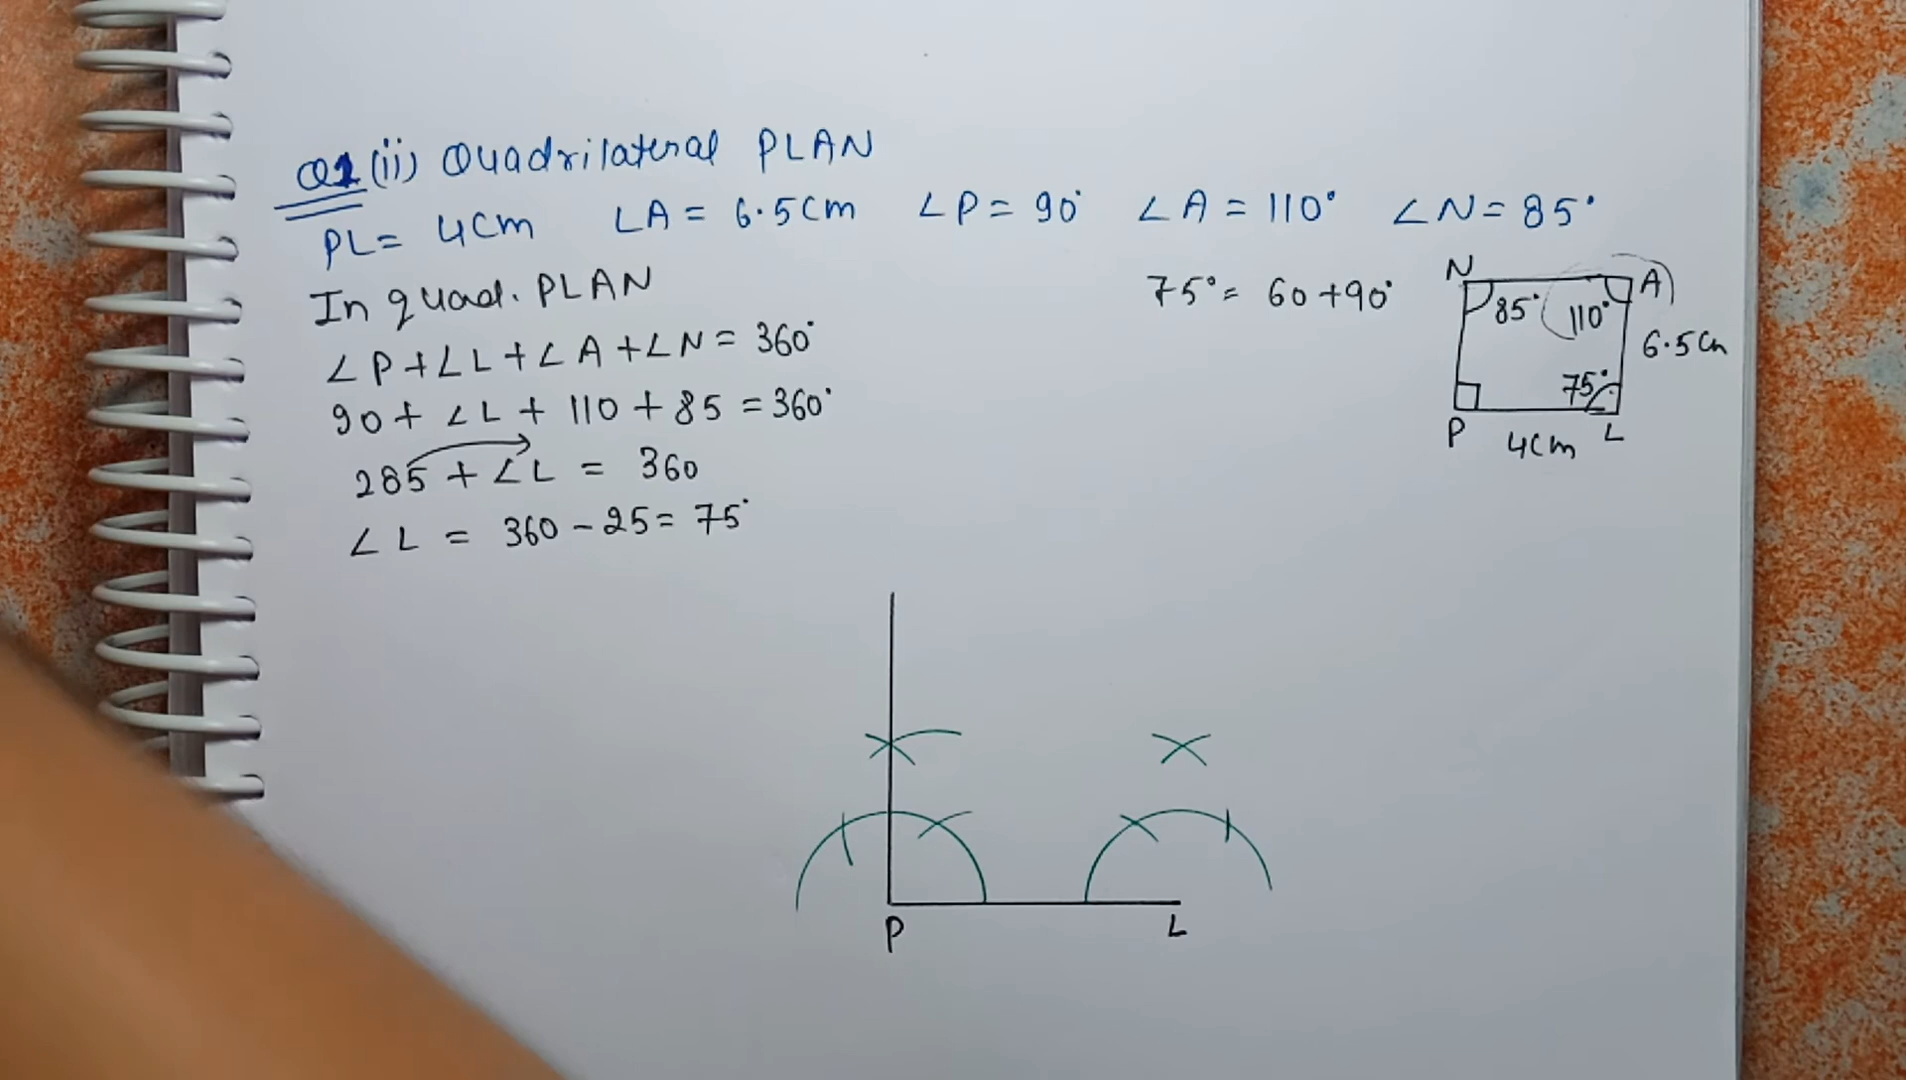 Q1 (ii) Quadrilateral PLAN
PL = 4cm LA = 6.5cm ∠P = 90° ∠A = 110° ∠N = 85°
In quad. PLAN
∠P + ∠L + ∠A + ∠N = 360°
90 + ∠L + 110 + 85 = 360°
285 + ∠L = 360
∠L = 360 - 25 = 75°
75° = 60 + 90°
N A
85° 110°
6.5cm
75°
P 4cm L
P L